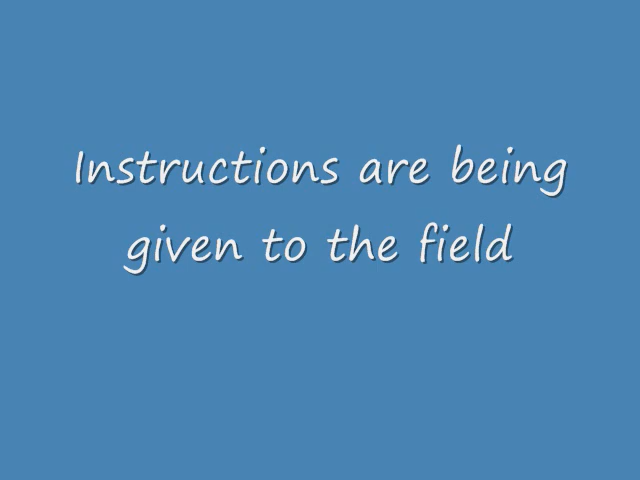 Instructions are being
given to the field